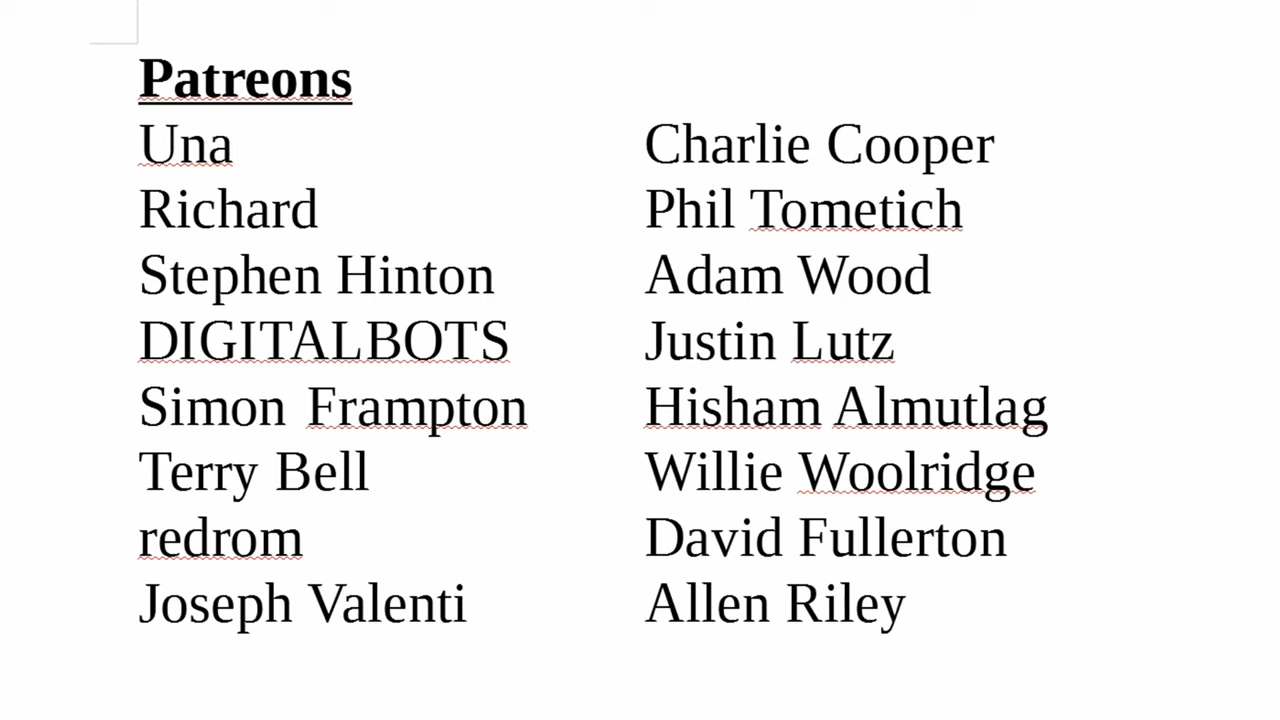 Patreons
Una
Richard
Stephen Hinton
DIGITALBOTS
Simon Frampton
Terry Bell
redrom
Joseph Valenti
Charlie Cooper
Phil Tometich
Adam Wood
Justin Lutz
Hisham Almutlag
Willie Woolridge
David Fullerton
Allen Riley